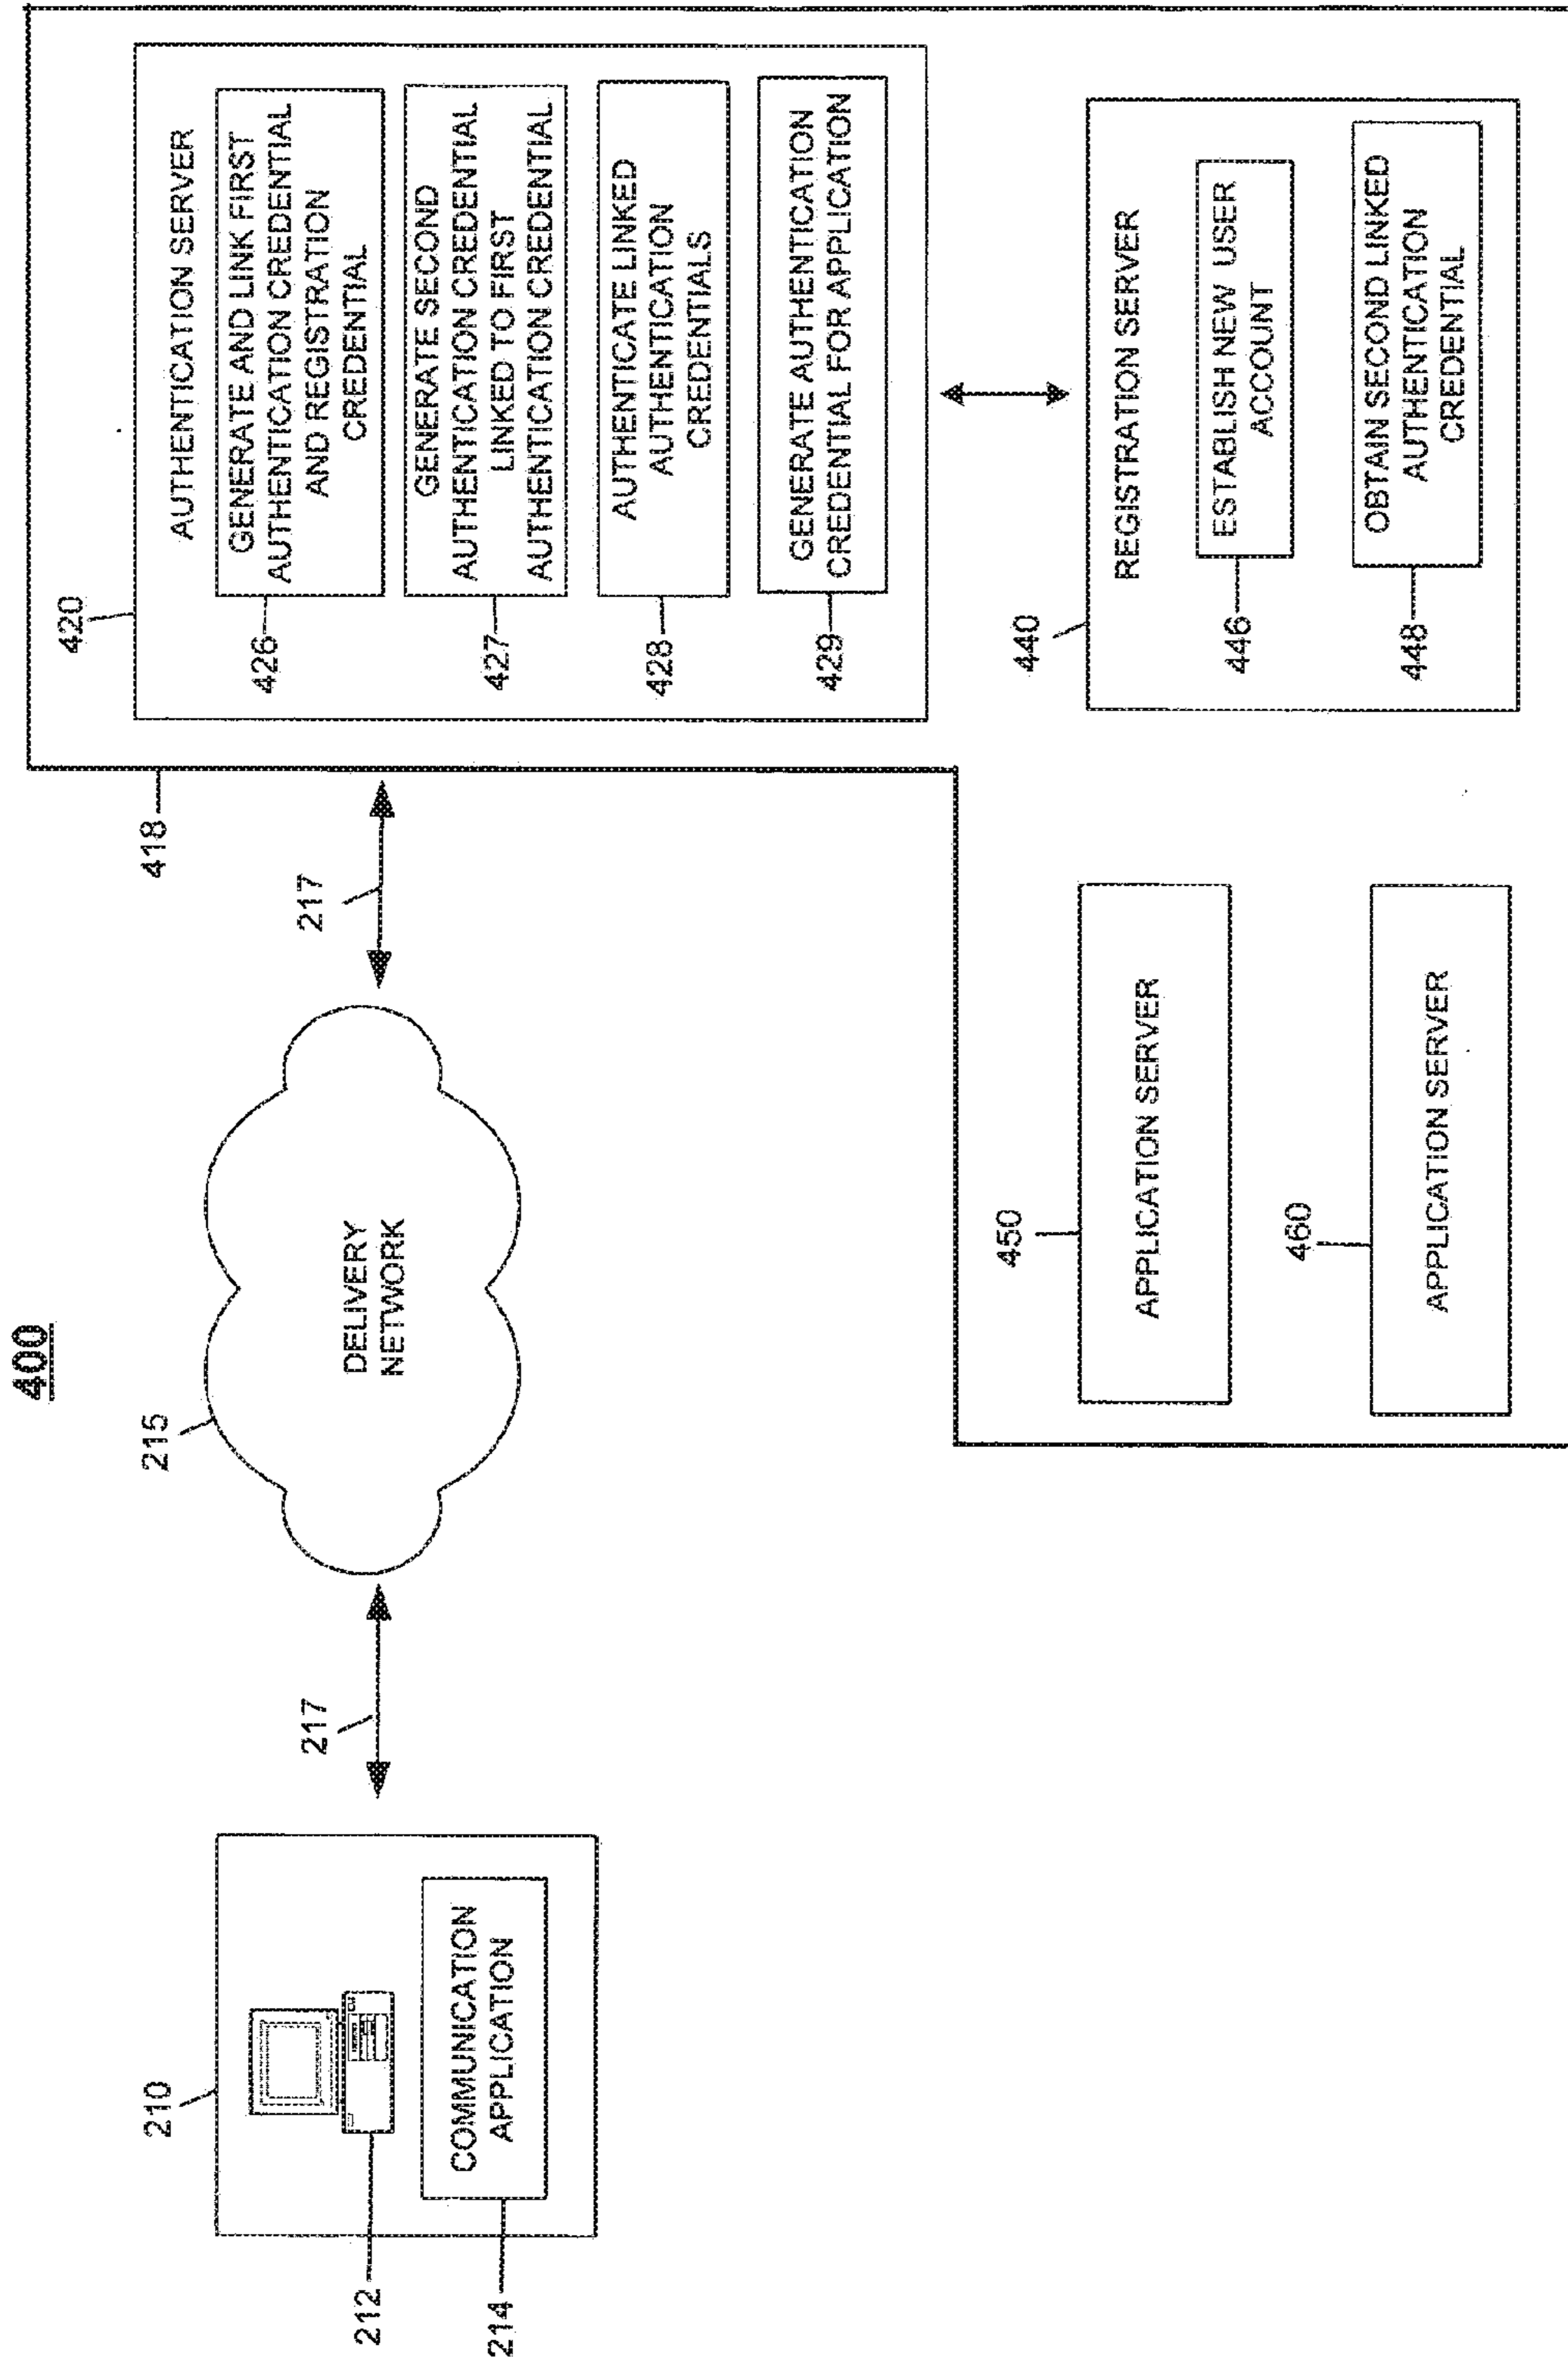 400
210
212
COMMUNICATION
APPLICATION
214
217
215
DELIVERY
NETWORK
217
418
420
AUTHENTICATION SERVER
GENERATE AND LINK FIRST
AUTHENTICATION CREDENTIAL
AND REGISTRATION
CREDENTIAL
426
GENERATE SECOND
AUTHENTICATION CREDENTIAL
LINKED TO FIRST
AUTHENTICATION CREDENTIAL
427
AUTHENTICATE LINKED
AUTHENTICATION
CREDENTIALS
428
GENERATE AUTHENTICATION
CREDENTIAL FOR APPLICATION
429
440
REGISTRATION SERVER
ESTABLISH NEW USER
ACCOUNT
446
OBTAIN SECOND LINKED
AUTHENTICATION
CREDENTIAL
448
450
APPLICATION SERVER
460
APPLICATION SERVER